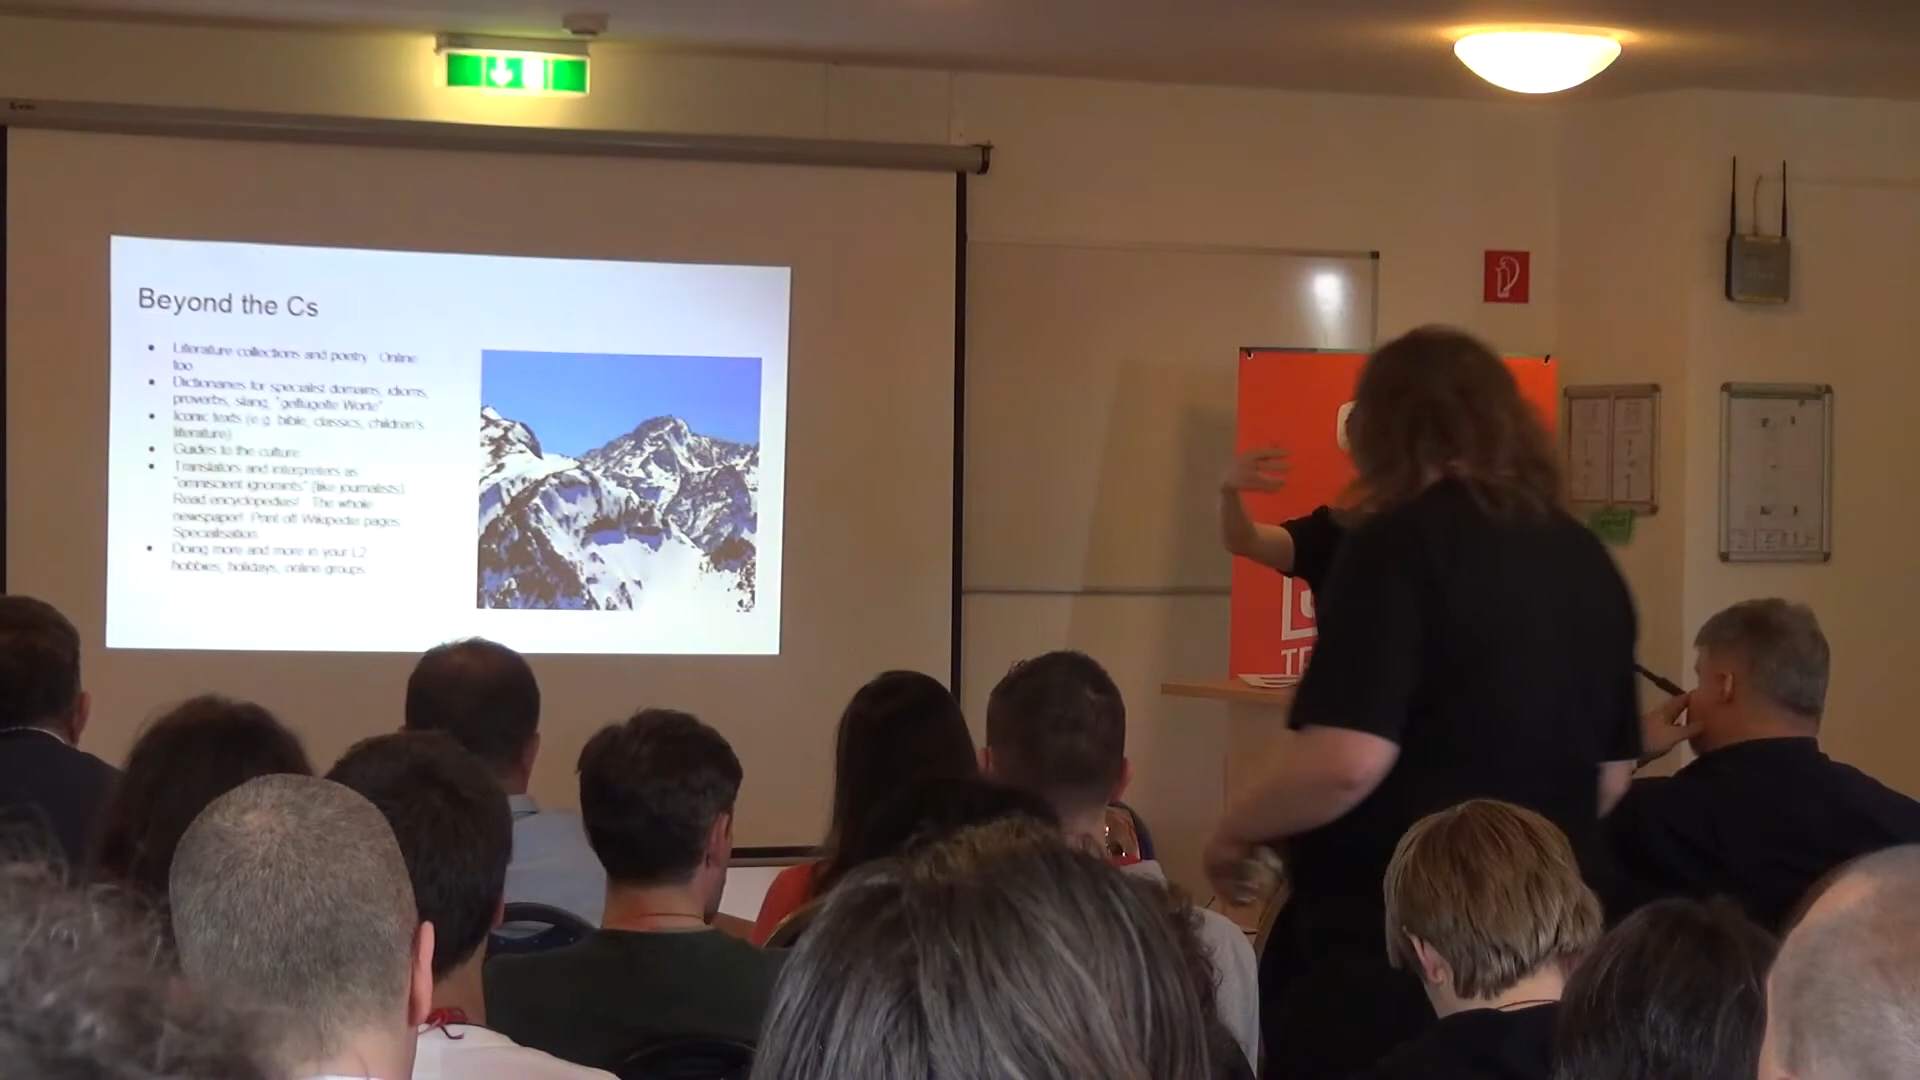 Beyond the Cs
• Literature collections and poetry. Online
too
• Dictionaries for specialist domains, idioms,
proverbs, slang, "geflügelte Worte"
• Iconic texts (e.g. bible, classics, children's
literature)
• Guides to the culture
• Translators and interpreters as
"omniscient ignorants" (like journalists)
Read encyclopedias! The whole
newspaper! Print off Wikipedia pages.
Specialisation.
• Doing more and more in your L2:
hobbies, holidays, online groups.